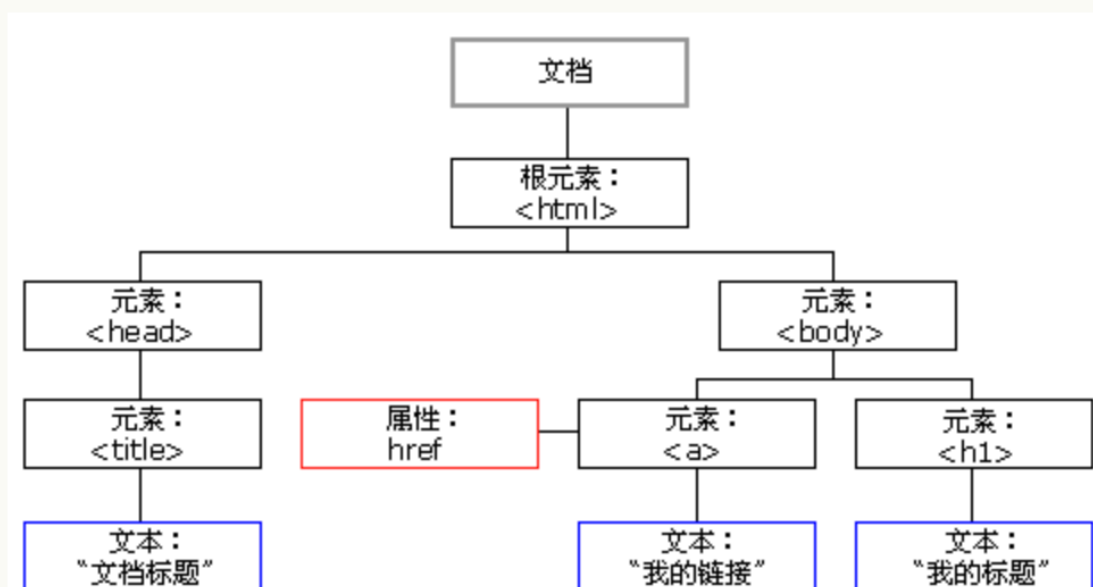 文档
根元素：
<html>
元素：
<head>
元素：
<body>
元素：
<title>
属性：
href
元素：
<a>
元素：
<h1>
文本：
“文档标题”
文本：
“我的链接”
文本：
“我的标题”